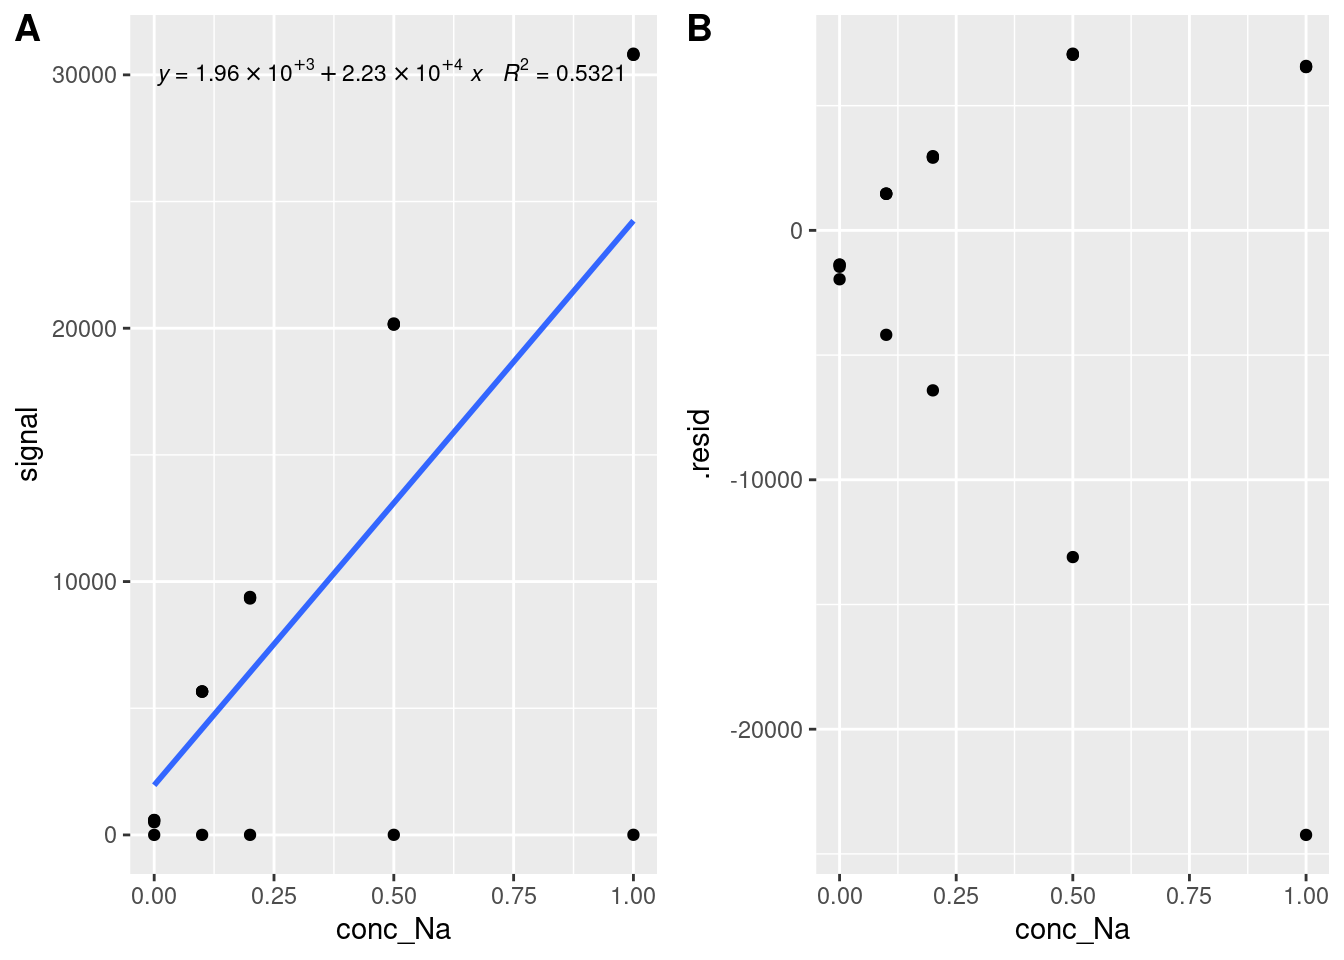 A
y = 1.96 × 10⁺³ + 2.23 × 10⁺⁴ x R² = 0.5321
30000
20000
10000
0
signal
0.00 0.25 0.50 0.75 1.00
conc_Na
B
0
-10000
-20000
.resid
0.00 0.25 0.50 0.75 1.00
conc_Na